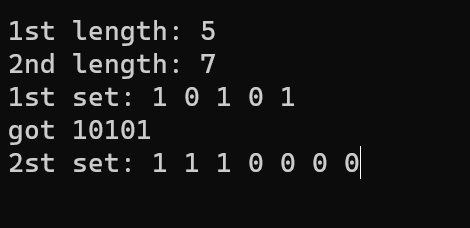 1st length: 5
2nd length: 7
1st set: 1 0 1 0 1
got 10101
2st set: 1 1 1 0 0 0 0